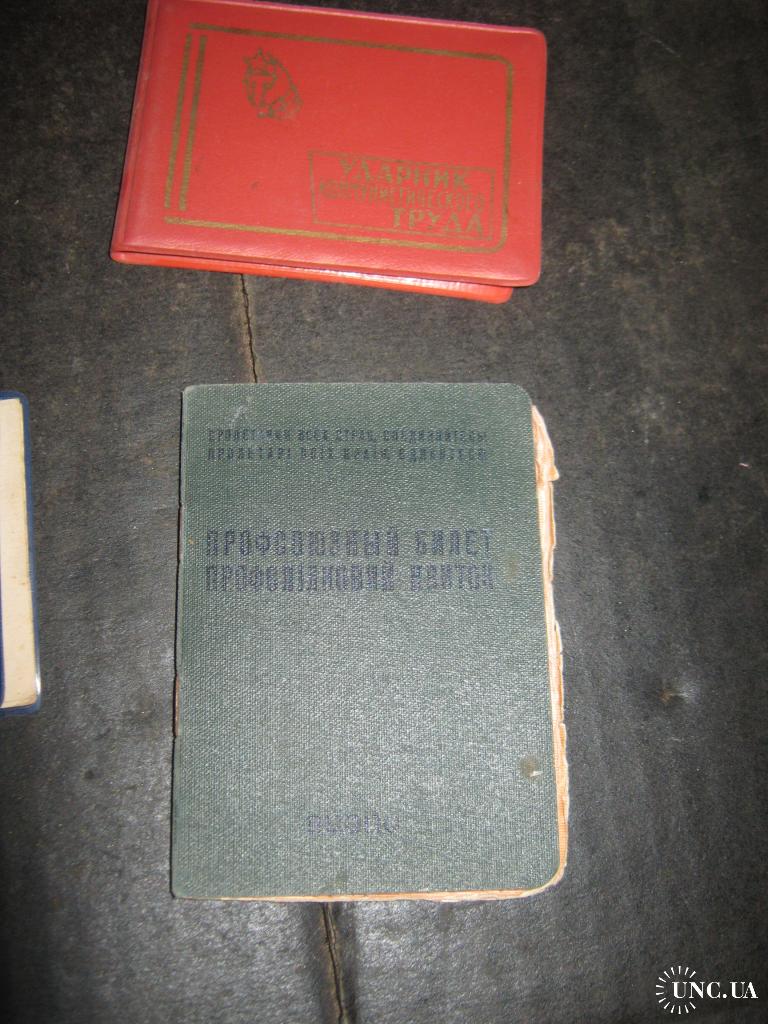 УДАРНИК
КОММУНИСТИЧЕСКОГО
ТРУДА
ПРОЛЕТАРИИ ВСЕХ СТРАН, СОЕДИНЯЙТЕСЬ!
ПРОЛЕТАРІ ВСІХ КРАЇН, ЄДНАЙТЕСЯ!
ПРОФСОЮЗНЫЙ БИЛЕТ
ПРОФСПІЛКОВИЙ КВИТОК
UNC.UA